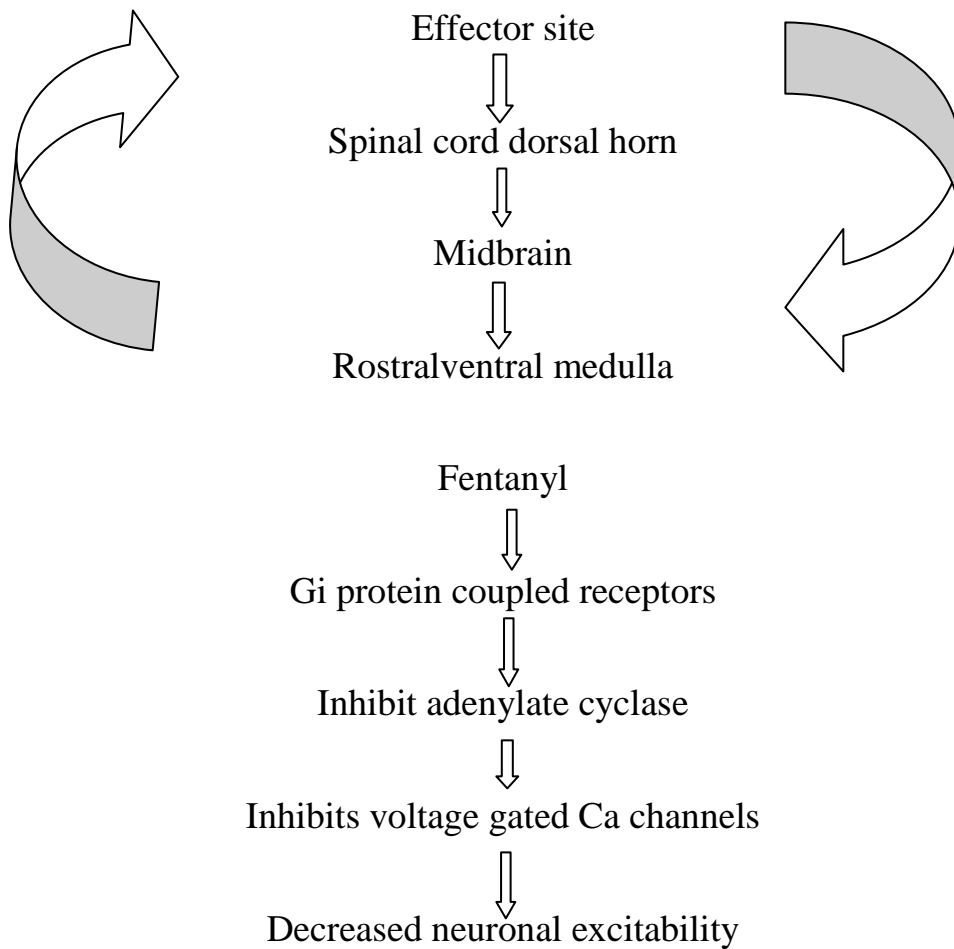 Effector site
Spinal cord dorsal horn
Midbrain
Rostralventral medulla
Fentanyl
Gi protein coupled receptors
Inhibit adenylate cyclase
Inhibits voltage gated Ca channels
Decreased neuronal excitability